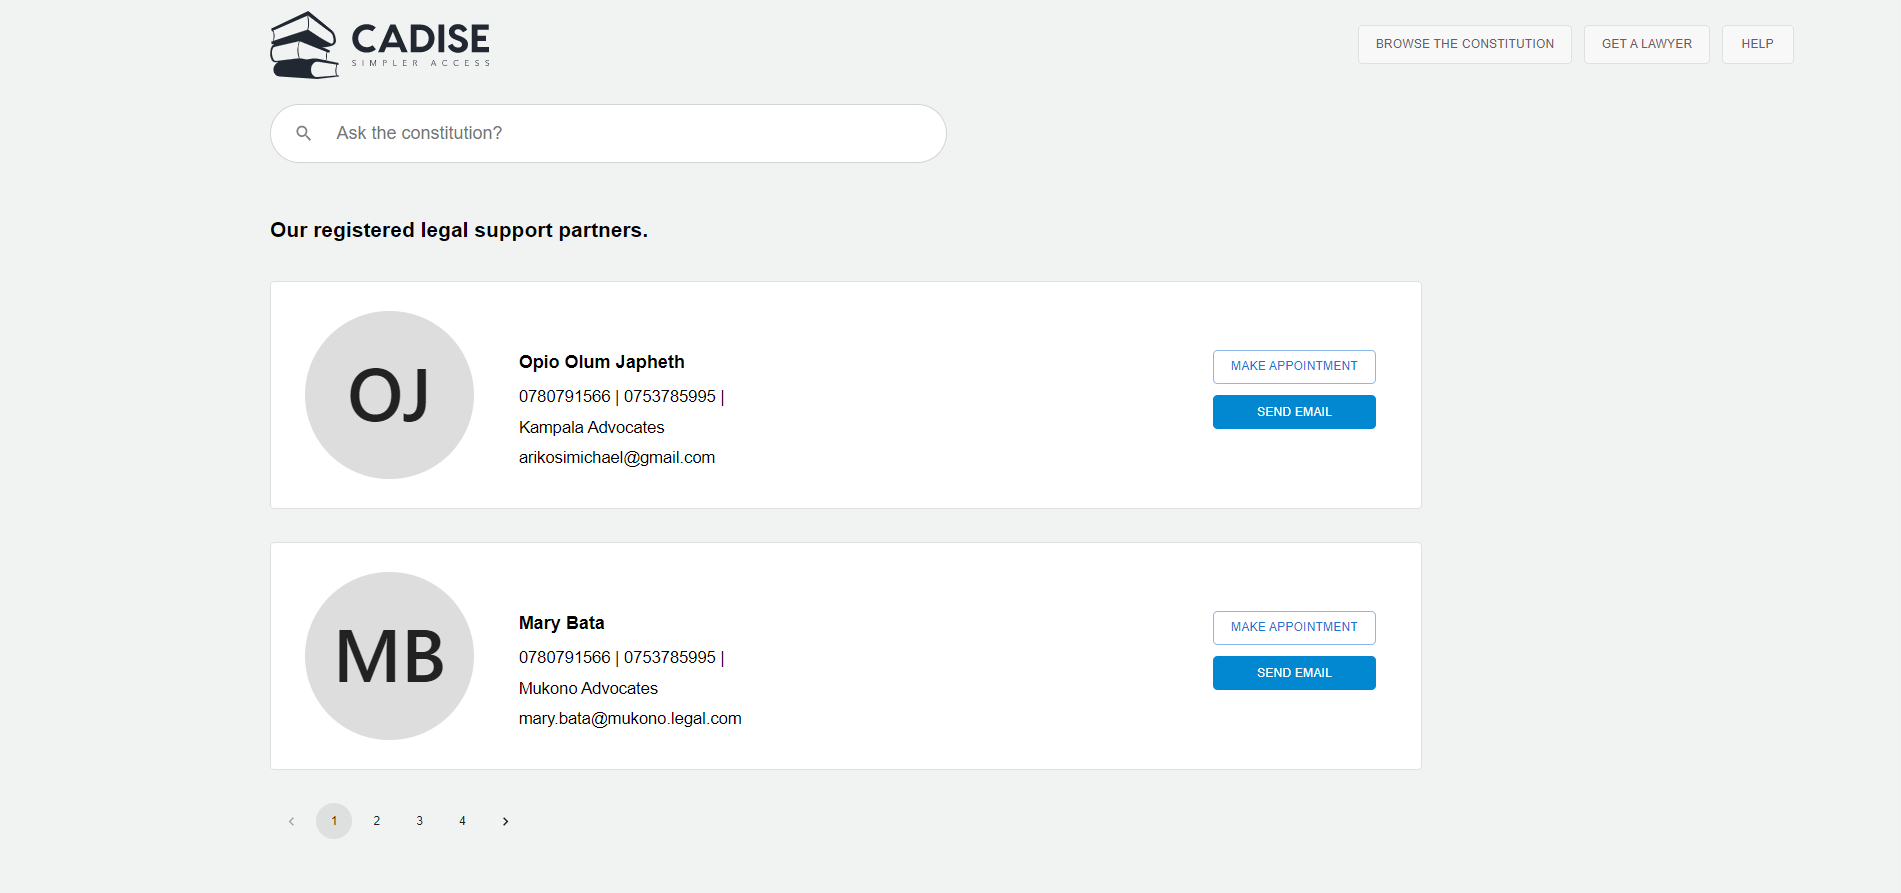 CADISE
SIMPLER ACCESS
BROWSE THE CONSTITUTION
GET A LAWYER
HELP
Ask the constitution?
Our registered legal support partners.
OJ
Opio Olum Japheth
0780791566 | 0753785995 |
Kampala Advocates
arikosimichael@gmail.com
MAKE APPOINTMENT
SEND EMAIL
MB
Mary Bata
0780791566 | 0753785995 |
Mukono Advocates
mary.bata@mukono.legal.com
MAKE APPOINTMENT
SEND EMAIL
1 2 3 4